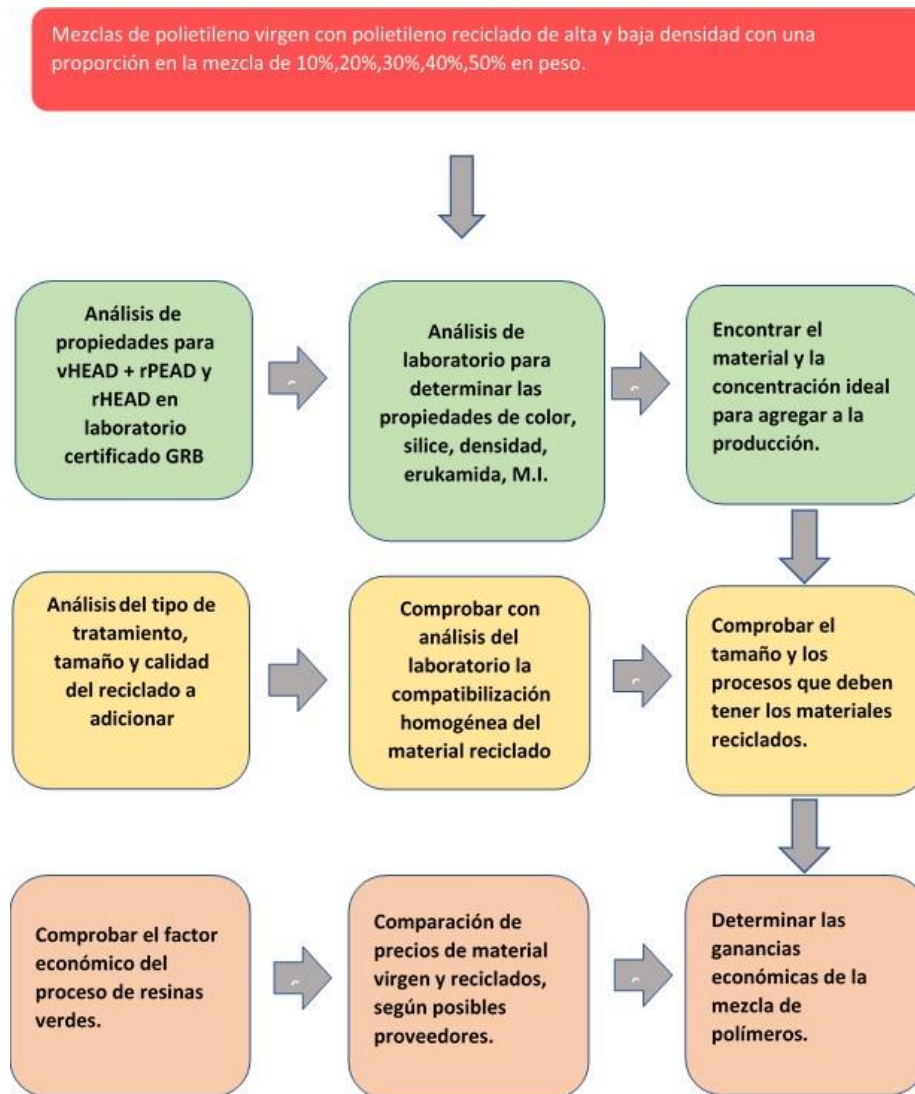 Mezclas de polietileno virgen con polietileno reciclado de alta y baja densidad con una
proporción en la mezcla de 10%,20%,30%,40%,50% en peso.
Análisis de
propiedades para
vHEAD + rPEAD y
rHEAD en
laboratorio
certificado GRB
Análisis de
laboratorio para
determinar las
propiedades de color,
silice, densidad,
erukamida, M.I.
Encontrar el
material y la
concentración ideal
para agregar a la
producción.
Análisis del tipo de
tratamiento,
tamaño y calidad
del reciclado a
adicionar
Comprobar con
análisis del
laboratorio la
compatibilización
homogénea del
material reciclado
Comprobar el
tamaño y los
procesos que deben
tener los materiales
reciclados.
Comprobar el factor
económico del
proceso de resinas
verdes.
Comparación de
precios de material
virgen y reciclados,
según posibles
proveedores.
Determinar las
ganancias
económicas de la
mezcla de
polímeros.